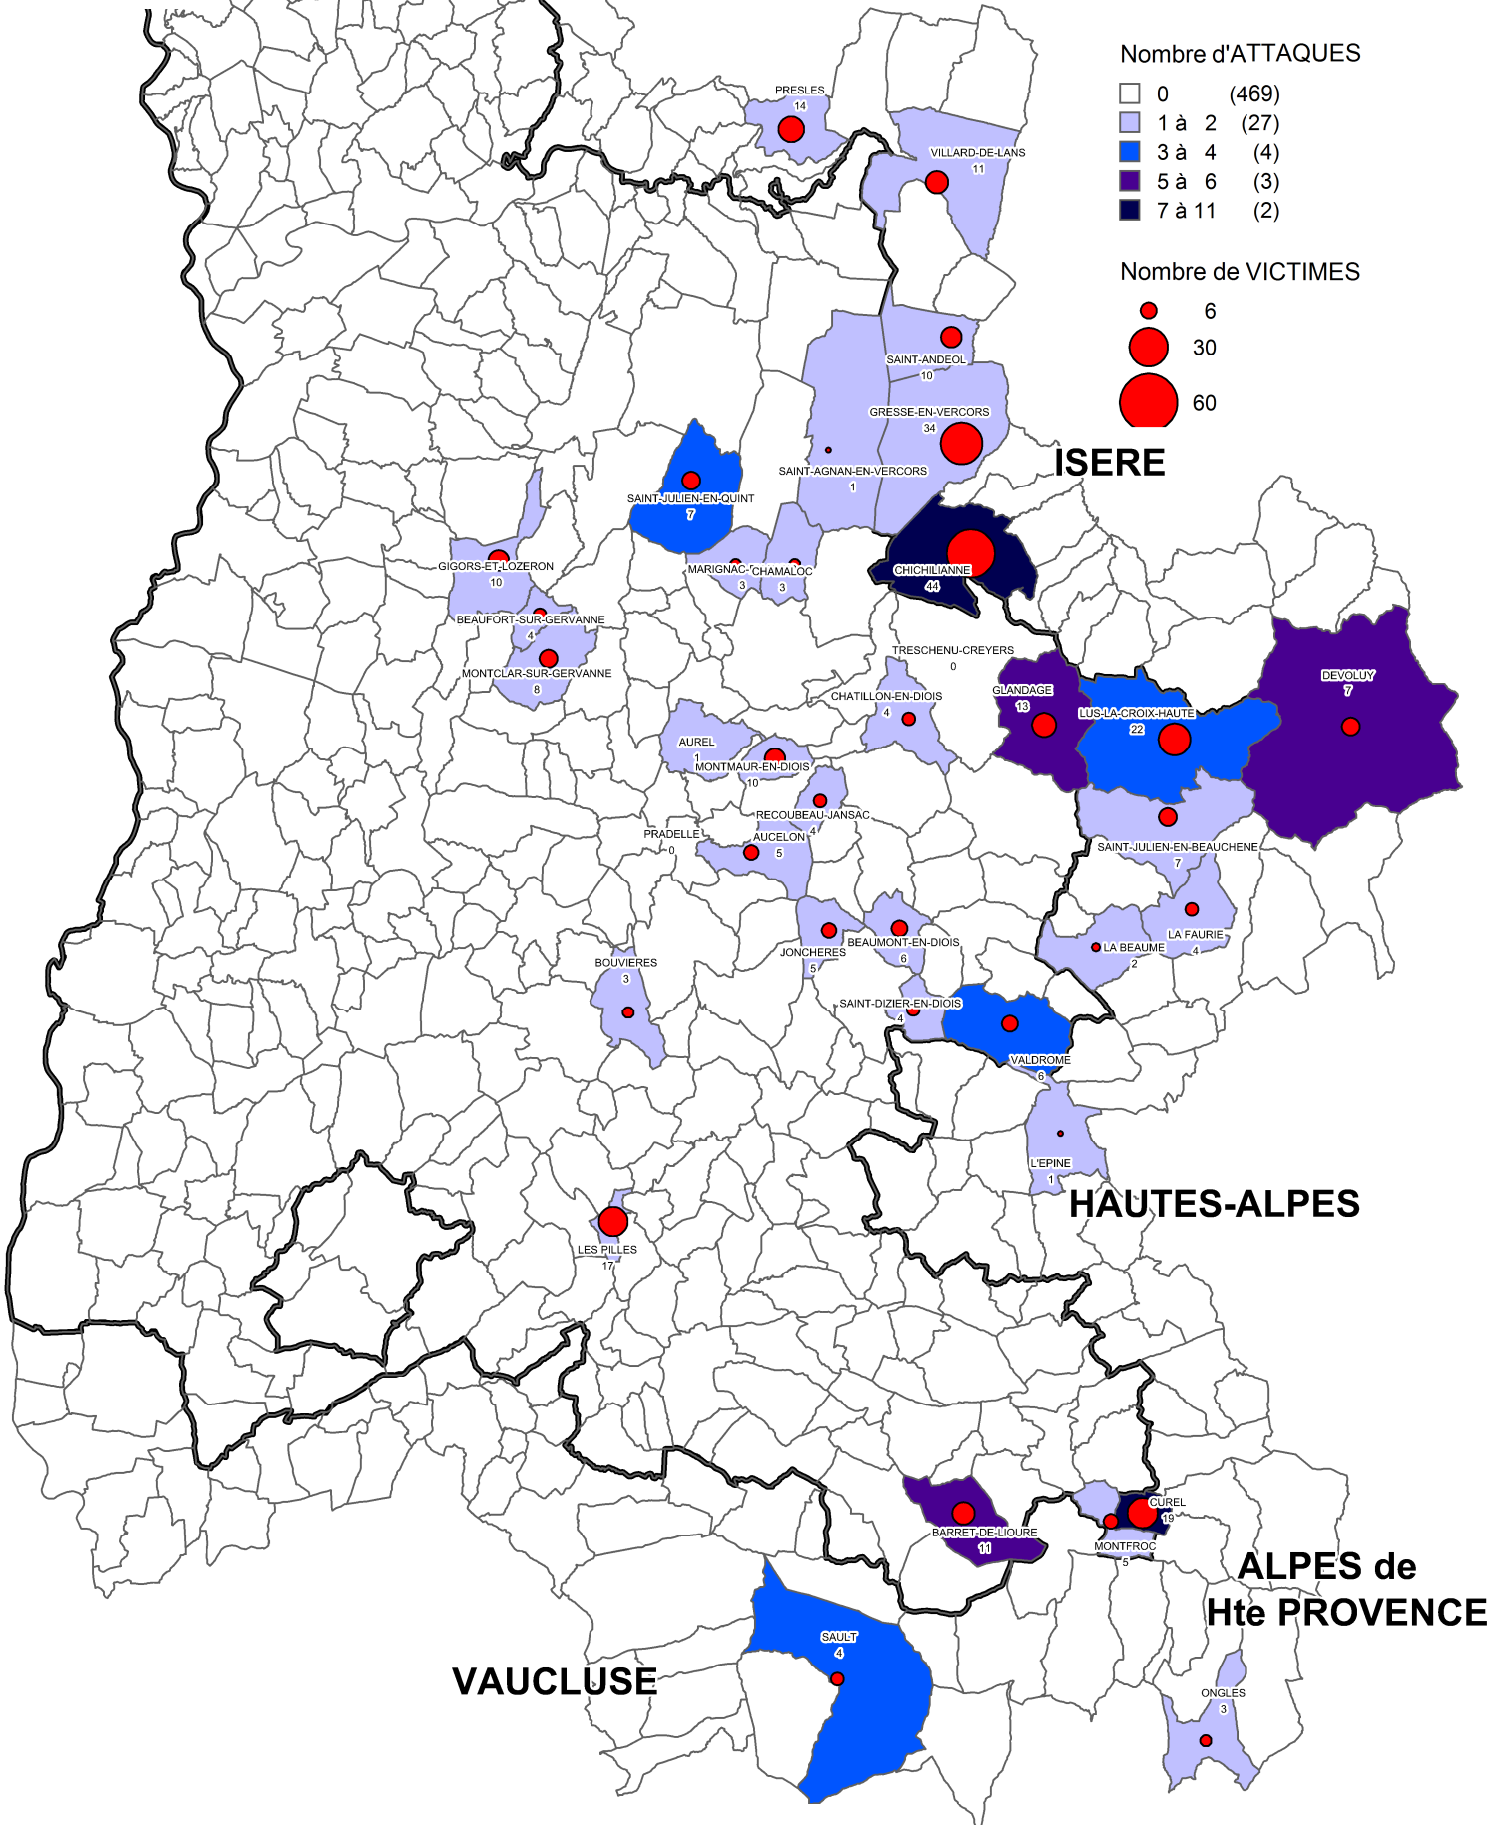 Nombre d'ATTAQUES
0 (469)
1 à 2 (27)
3 à 4 (4)
5 à 6 (3)
7 à 11 (2)
Nombre de VICTIMES
6
30
60
PRESLES
14
VILLARD-DE-LANS
11
SAINT-ANDEOL
10
GRESSE-EN-VERCORS
34
ISERE
SAINT-AGNAN-EN-VERCORS
1
SAINT-JULIEN-EN-QUINT
7
GIGORS-ET-LOZERON
10
MARIGNAC-
3
CHAMALOC
3
CHICHILIANNE
44
BEAUFORT-SUR-GERVANNE
4
MONTCLAR-SUR-GERVANNE
8
TRESCHENU-CREYERS
0
CHATILLON-EN-DIOIS
4
GLANDAGE
13
LUS-LA-CROIX-HAUTE
22
DEVOLUY
7
AUREL
1
MONTMAUR-EN-DIOIS
10
RECOUBEAU-JANSAC
4
PRADELLE
0
AUCELON
5
SAINT-JULIEN-EN-BEAUCHENE
7
LA FAURIE
4
LA BEAUME
2
BEAUMONT-EN-DIOIS
6
JONCHERES
5
BOUVIERES
3
SAINT-DIZIER-EN-DIOIS
4
VALDROME
6
L'EPINE
1
HAUTES-ALPES
LES PILLES
17
CUREL
19
BARRET-DE-LIOURE
11
MONTFROC
5
ALPES de
Hte PROVENCE
SAULT
4
VAUCLUSE
ONGLES
3